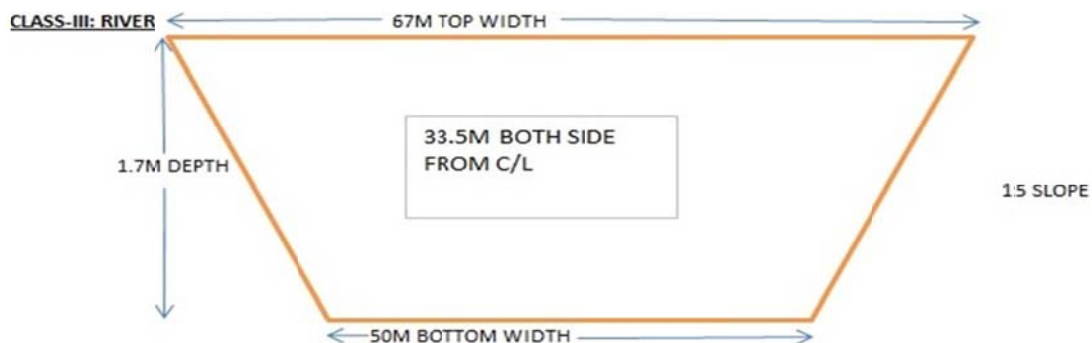 CLASS-III: RIVER
67M TOP WIDTH
33.5M BOTH SIDE
FROM C/L
1.7M DEPTH
1:5 SLOPE
50M BOTTOM WIDTH